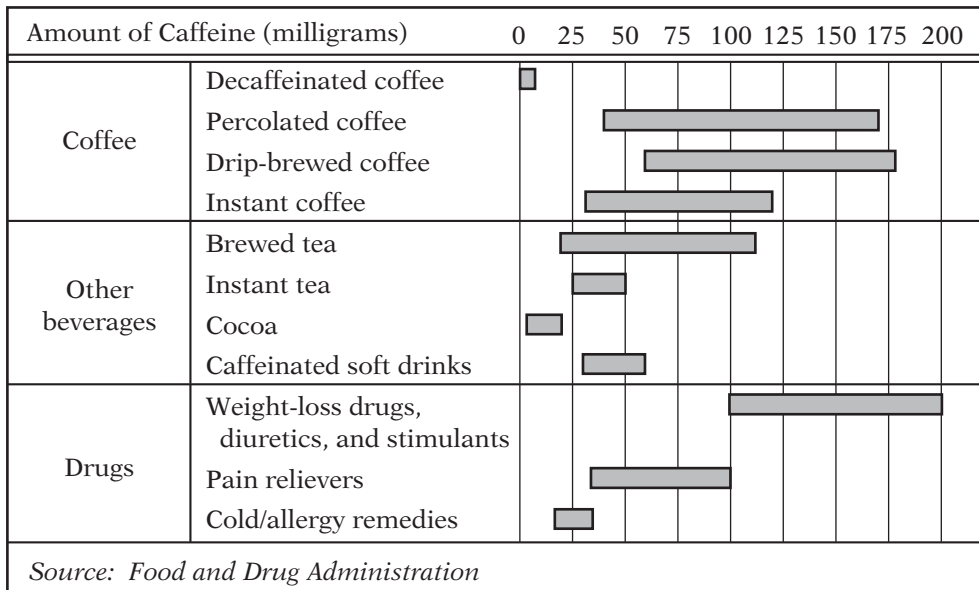 Amount of Caffeine (milligrams) 0 25 50 75 100 125 150 175 200
Coffee
Decaffeinated coffee
Percolated coffee
Drip-brewed coffee
Instant coffee
Other
beverages
Brewed tea
Instant tea
Cocoa
Caffeinated soft drinks
Drugs
Weight-loss drugs,
diuretics, and stimulants
Pain relievers
Cold/allergy remedies
Source: Food and Drug Administration